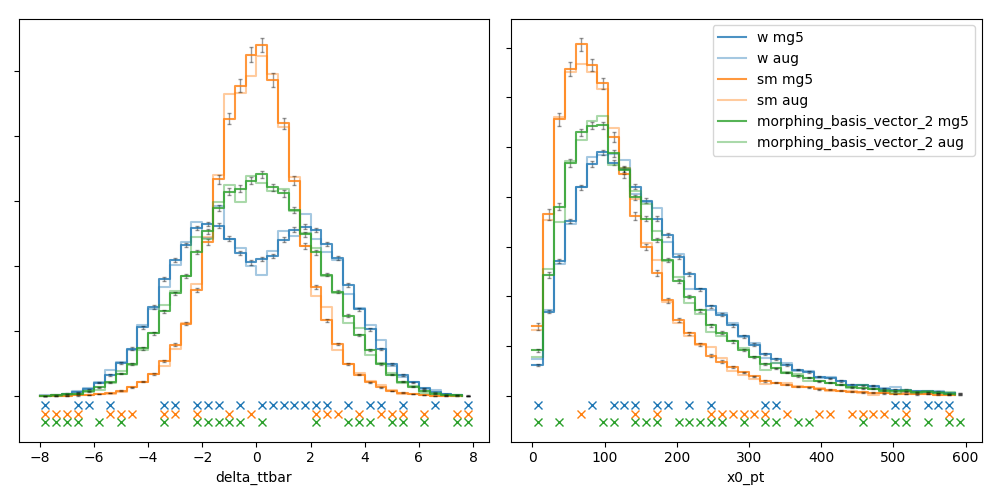 w mg5
w aug
sm mg5
sm aug
morphing_basis_vector_2 mg5
morphing_basis_vector_2 aug
−8 −6 −4 −2 0 2 4 6 8
0 100 200 300 400 500 600
delta_ttbar
x0_pt